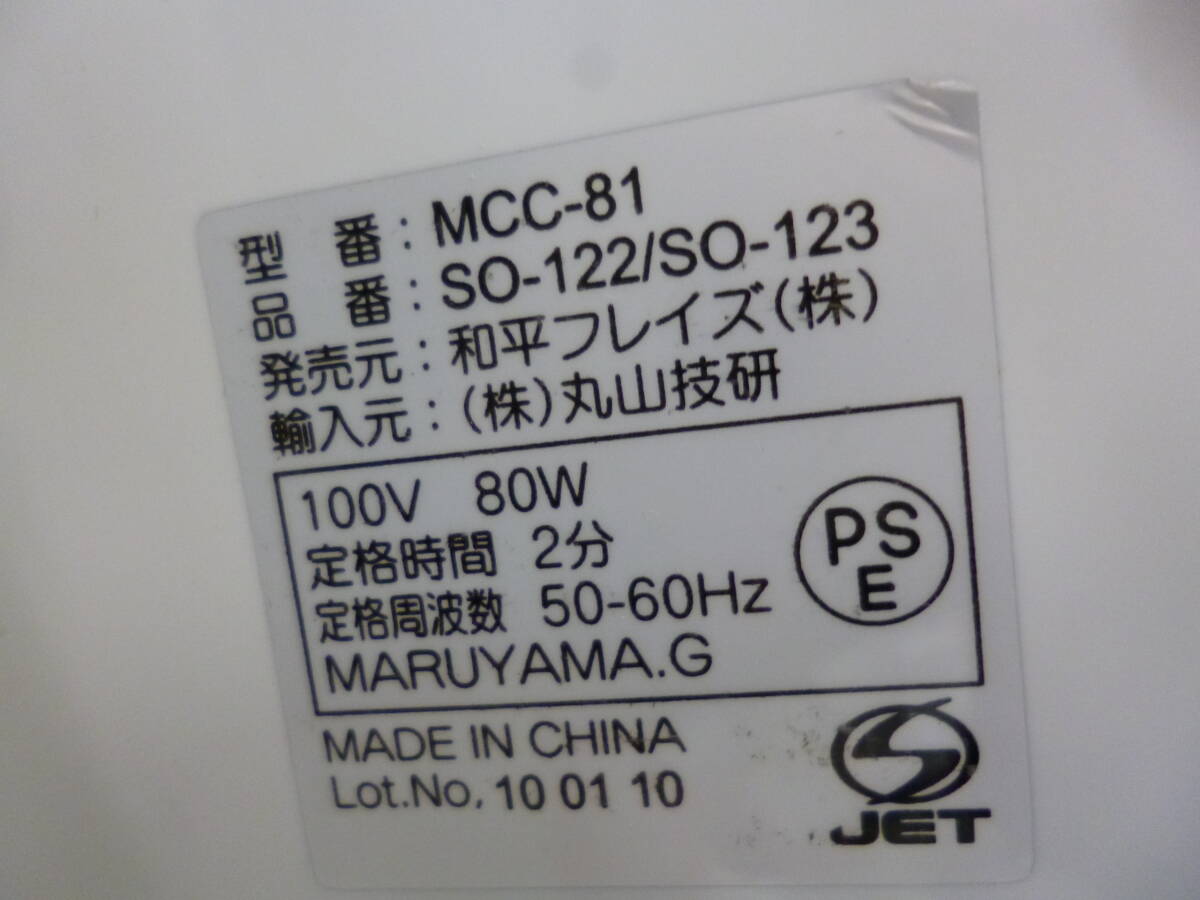 型 番 : MCC-81
品 番 : SO-122/SO-123
発売元 : 和平フレイズ(株)
輸入元 : (株)丸山技研
100V 80W
定格時間 2分
定格周波数 50-60Hz
MARUYAMA.G
PS
E
MADE IN CHINA
Lot.No. 10 01 10
JET